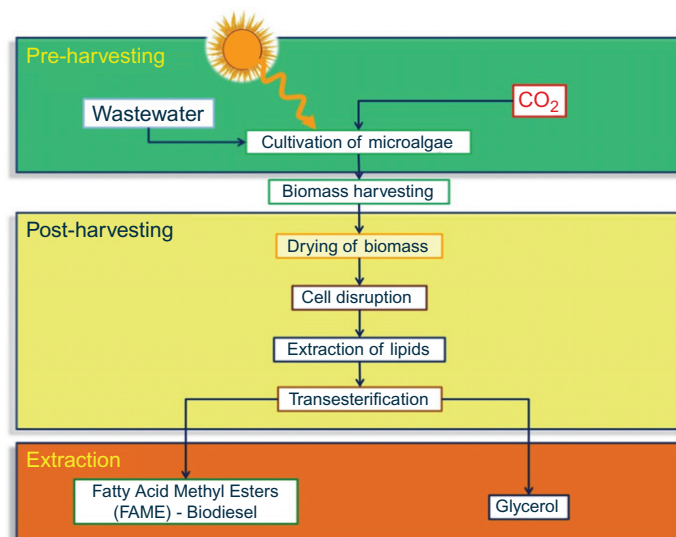 Pre-harvesting
Wastewater
CO₂
Cultivation of microalgae
Biomass harvesting
Post-harvesting
Drying of biomass
Cell disruption
Extraction of lipids
Transesterification
Extraction
Fatty Acid Methyl Esters
(FAME) - Biodiesel
Glycerol